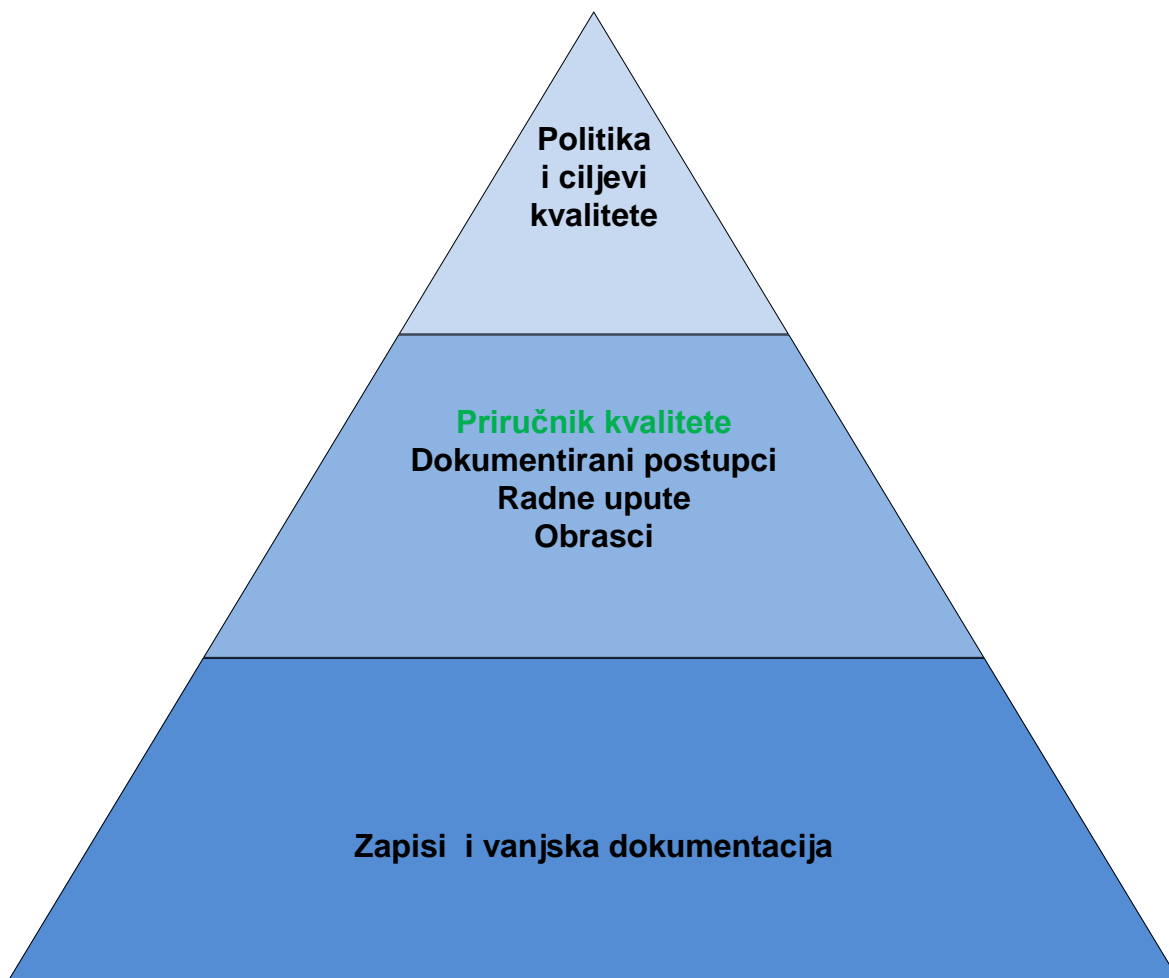 Politika
i ciljevi
kvalitete
Priručnik kvalitete
Dokumentirani postupci
Radne upute
Obrasci
Zapisi  i vanjska dokumentacija